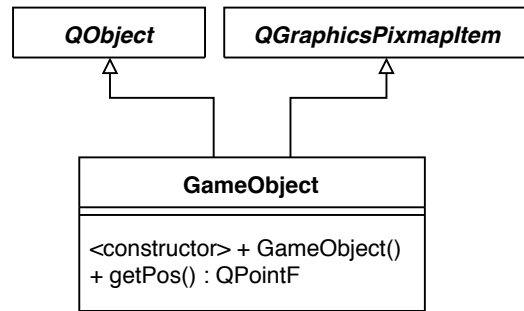 QObject
QGraphicsPixmapItem
GameObject
<constructor> + GameObject()
+ getPos() : QPointF